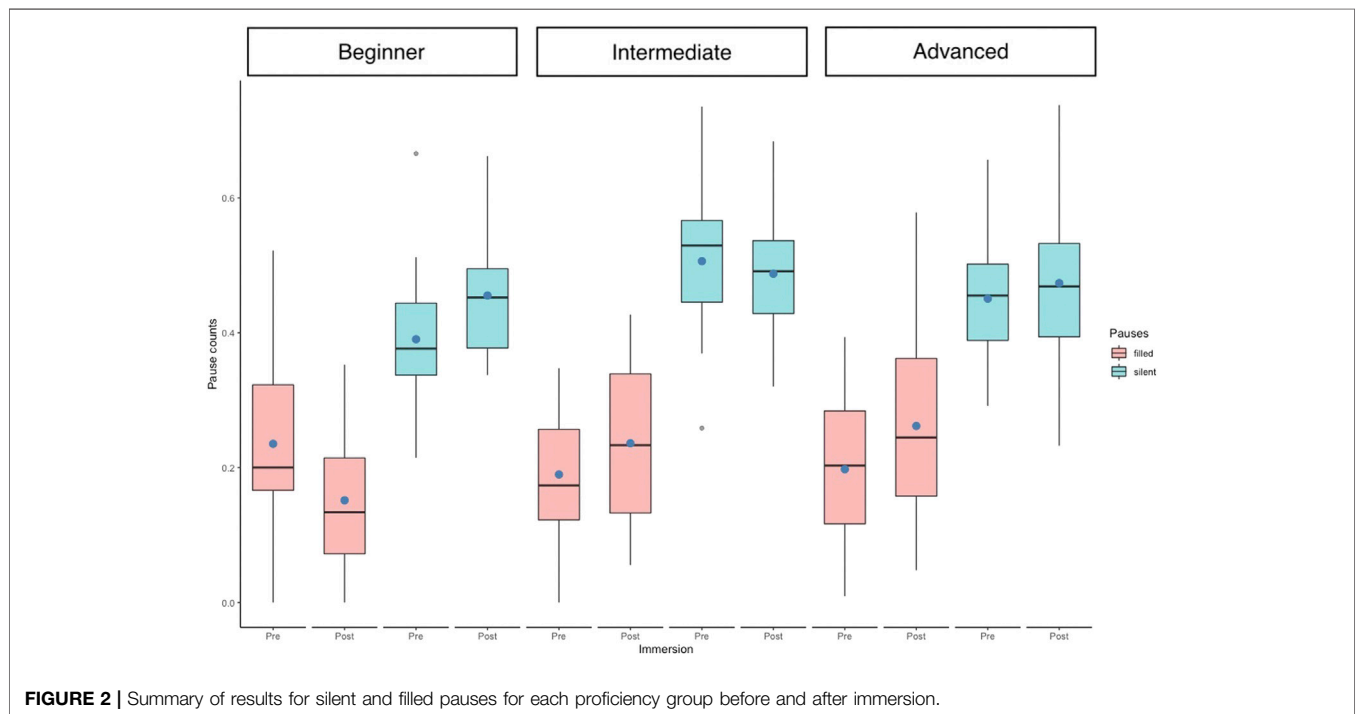 Beginner Intermediate Advanced
0.6
0.4
0.2
0.0
Pause counts
Pauses
filled
silent
Pre Post Pre Post Pre Post Pre Post Pre Post Pre Post
Immersion
FIGURE 2 | Summary of results for silent and filled pauses for each proficiency group before and after immersion.